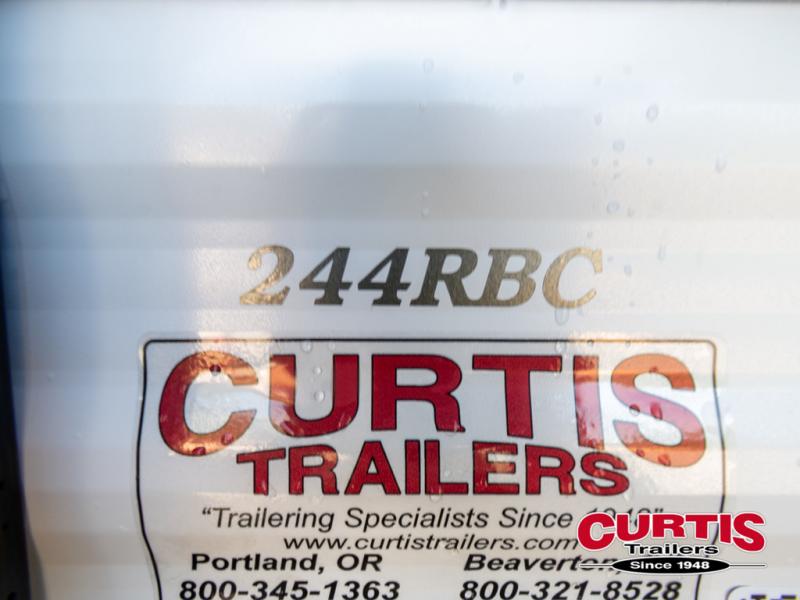 244RBC
CURTIS
TRAILERS
"Trailering Specialists Since 1948"
www.curtistrailers.com
Portland, OR Beaverton,
800-345-1363 800-321-8528
CURTIS
Trailers
Since 1948